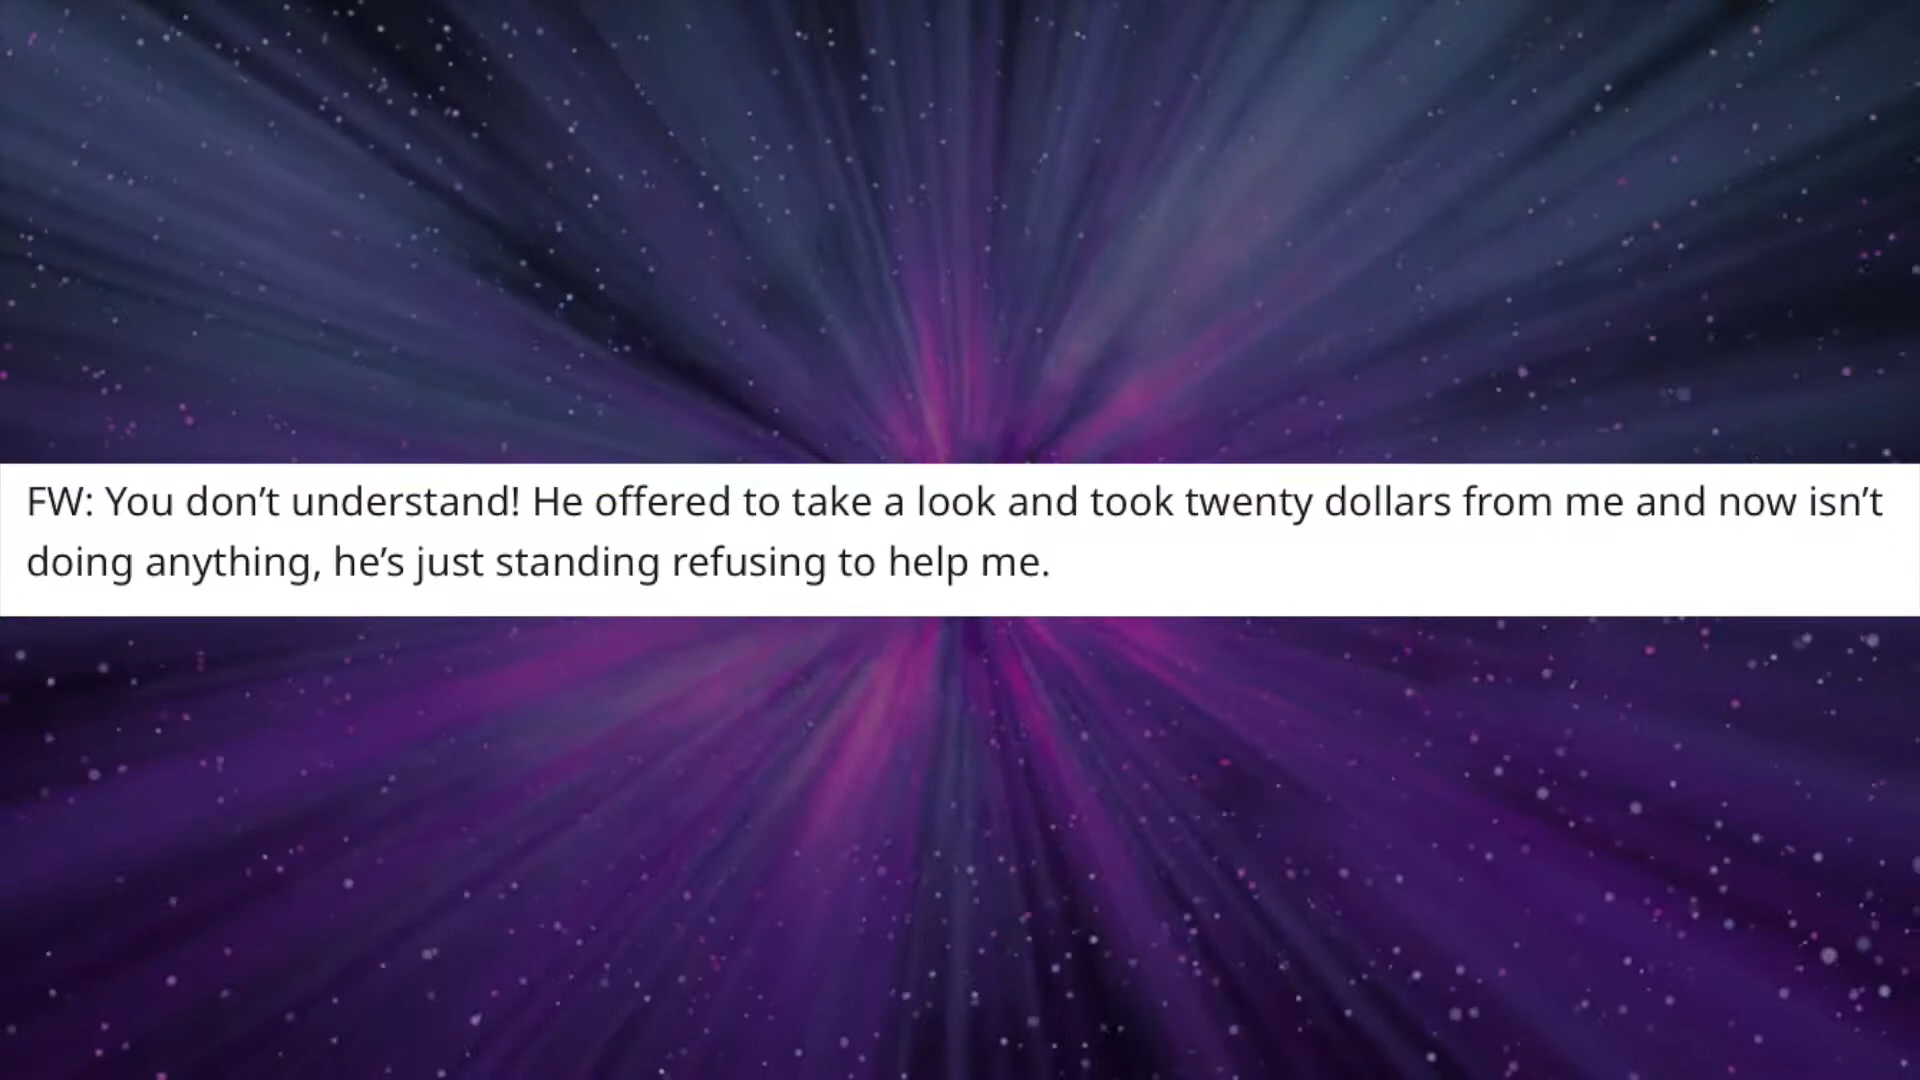 FW: You don’t understand! He offered to take a look and took twenty dollars from me and now isn’t
doing anything, he’s just standing refusing to help me.